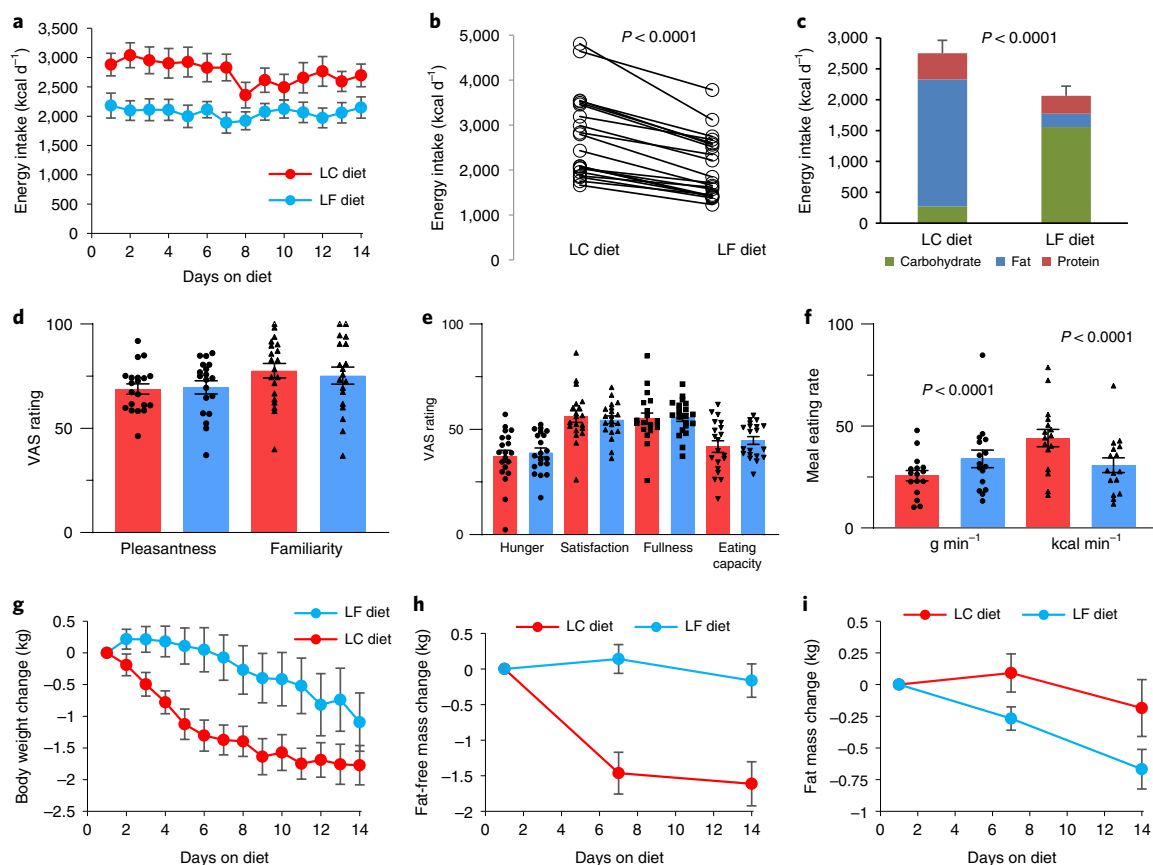 a
Energy intake (kcal d⁻¹)
3,500
3,000
2,500
2,000
1,500
1,000
500
0
LC diet
LF diet
0 2 4 6 8 10 12 14
Days on diet
b
Energy intake (kcal d⁻¹)
P < 0.0001
5,000
4,000
3,000
2,000
1,000
0
LC diet LF diet
c
Energy intake (kcal d⁻¹)
P < 0.0001
3,000
2,500
2,000
1,500
1,000
500
0
LC diet LF diet
Carbohydrate Fat Protein
d
VAS rating
100
50
0
Pleasantness Familiarity
e
VAS rating
100
50
0
Hunger Satisfaction Fullness Eating
capacity
f
Meal eating rate
100
50
0
P < 0.0001
P < 0.0001
g min⁻¹ kcal min⁻¹
g
Body weight change (kg)
LF diet
LC diet
0.5
0
−0.5
−1
−1.5
−2
−2.5
0 2 4 6 8 10 12 14
Days on diet
h
Fat-free mass change (kg)
LC diet LF diet
0.5
0
−0.5
−1
−1.5
−2
0 2 4 6 8 10 12 14
Days on diet
i
Fat mass change (kg)
LC diet LF diet
0.5
0.25
0
−0.25
−0.5
−0.75
−1
0 2 4 6 8 10 12 14
Days on diet